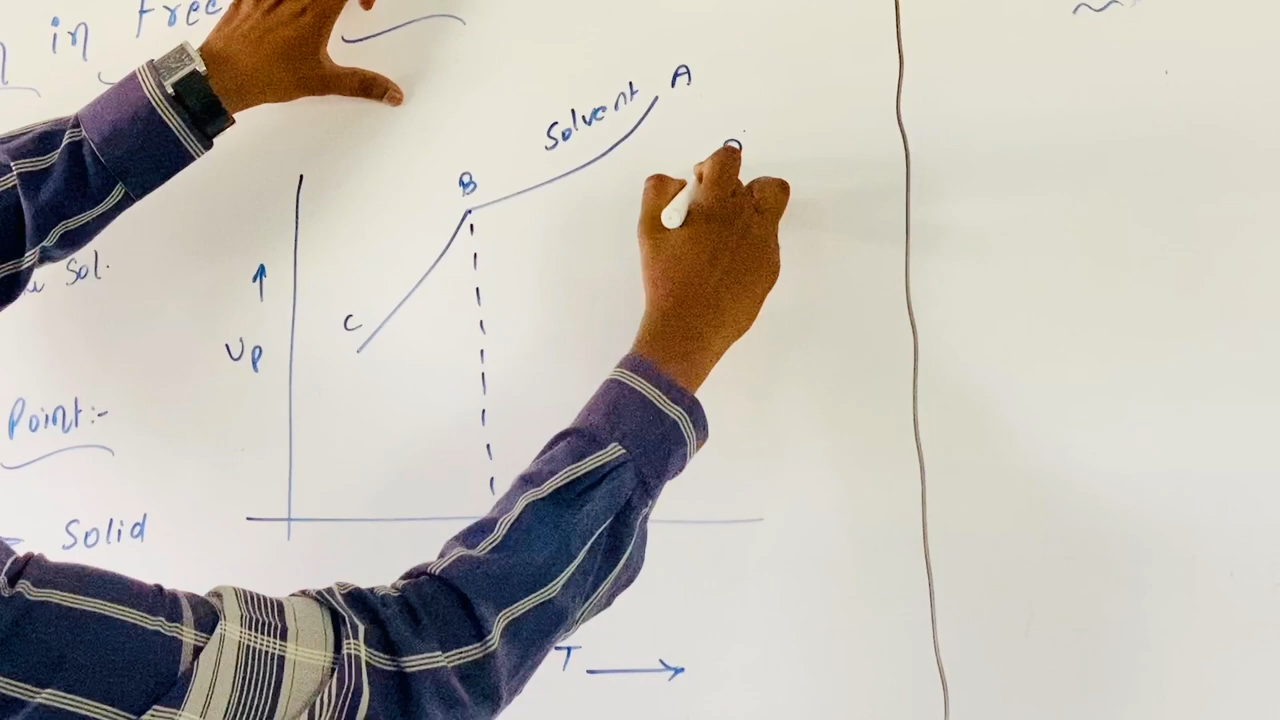 in Free
Solvent A
B
Sol.
C
↑
VP
Point:-
Solid
T →